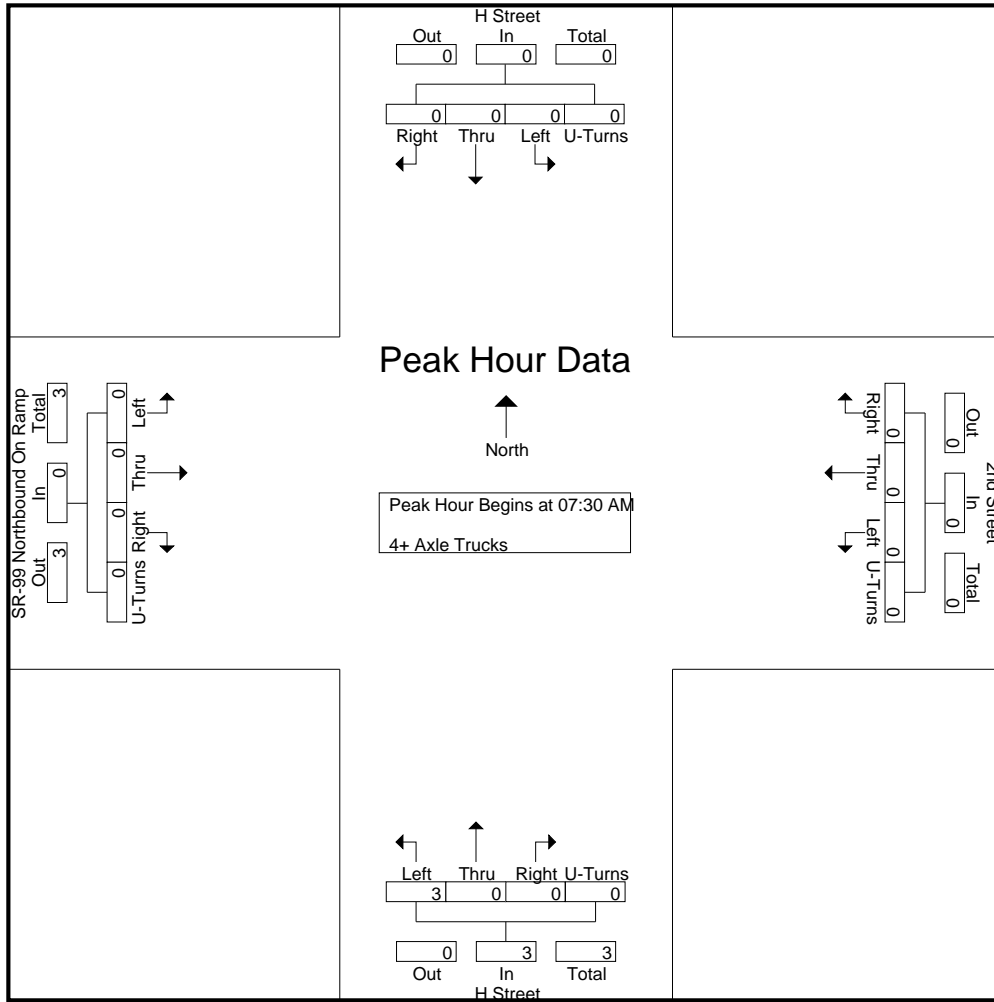 H Street
Out In Total
0 0 0
0 0 0 0
Right Thru Left U-Turns
Peak Hour Data
North
Peak Hour Begins at 07:30 AM
4+ Axle Trucks
SR-99 Northbound On Ramp
Out In Total
3 0 3
0 0 0 0
U-Turns Right Thru Left
2nd Street
Out In Total
0 0 0
0 0 0 0
Right Thru Left U-Turns
Left Thru Right U-Turns
3 0 0 0
0 3 3
Out In Total
H Street